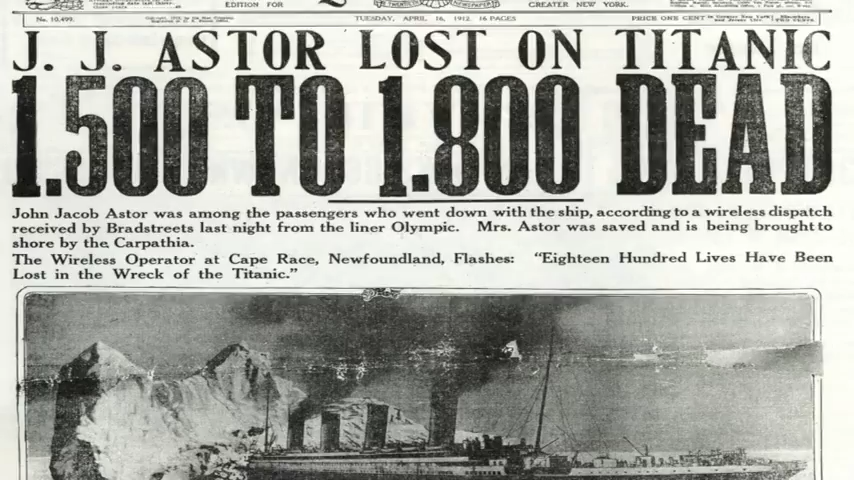 EDITION FOR
GREATER NEW YORK.
No. 10,499.
TUESDAY, APRIL 16, 1912. 16 PAGES
PRICE ONE CENT
J. J. ASTOR LOST ON TITANIC
1,500 TO 1,800 DEAD
John Jacob Astor was among the passengers who went down with the ship, according to a wireless dispatch
received by Bradstreets last night from the liner Olympic. Mrs. Astor was saved and is being brought to
shore by the Carpathia.
The Wireless Operator at Cape Race, Newfoundland, Flashes: “Eighteen Hundred Lives Have Been
Lost in the Wreck of the Titanic.”